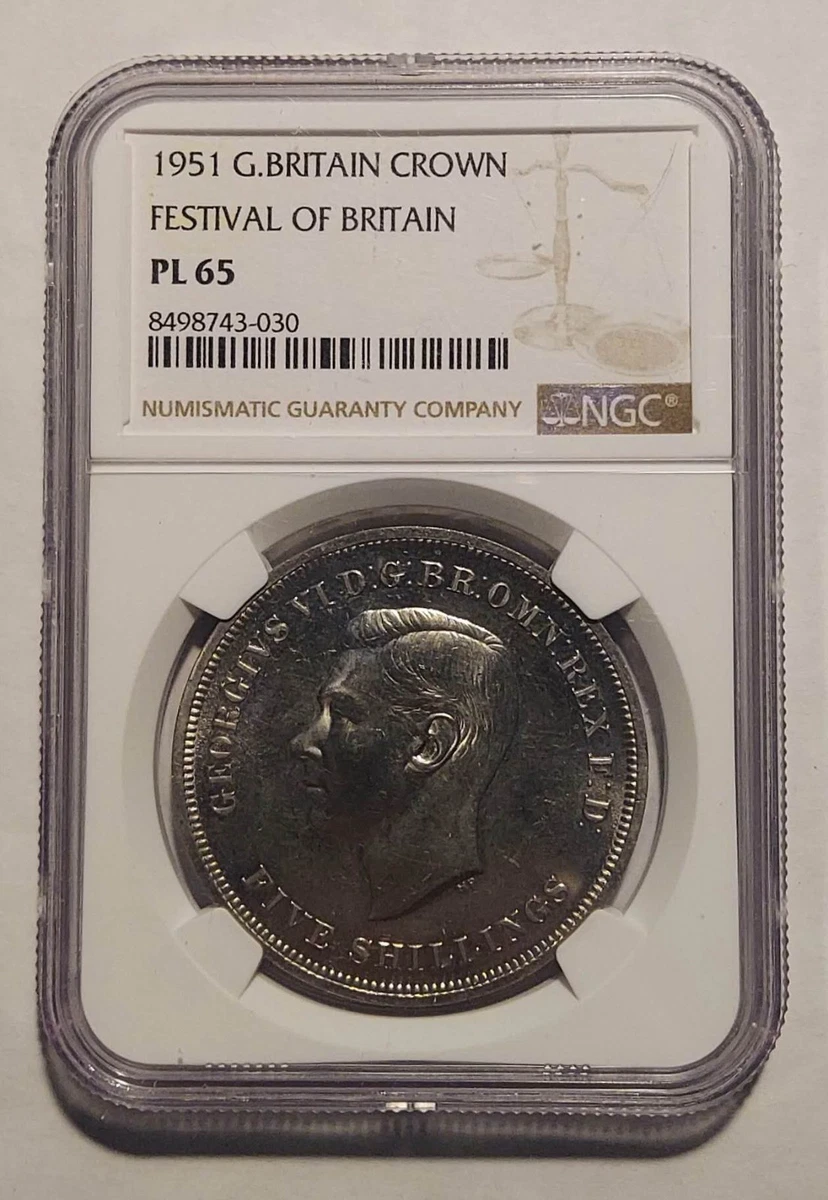 1951 G.BRITAIN CROWN
FESTIVAL OF BRITAIN
PL 65
8498743-030
NUMISMATIC GUARANTY COMPANY
NGC®
GEORGIVS VI D:G:BR:OMN:REX F:D:
FIVE SHILLINGS
HP